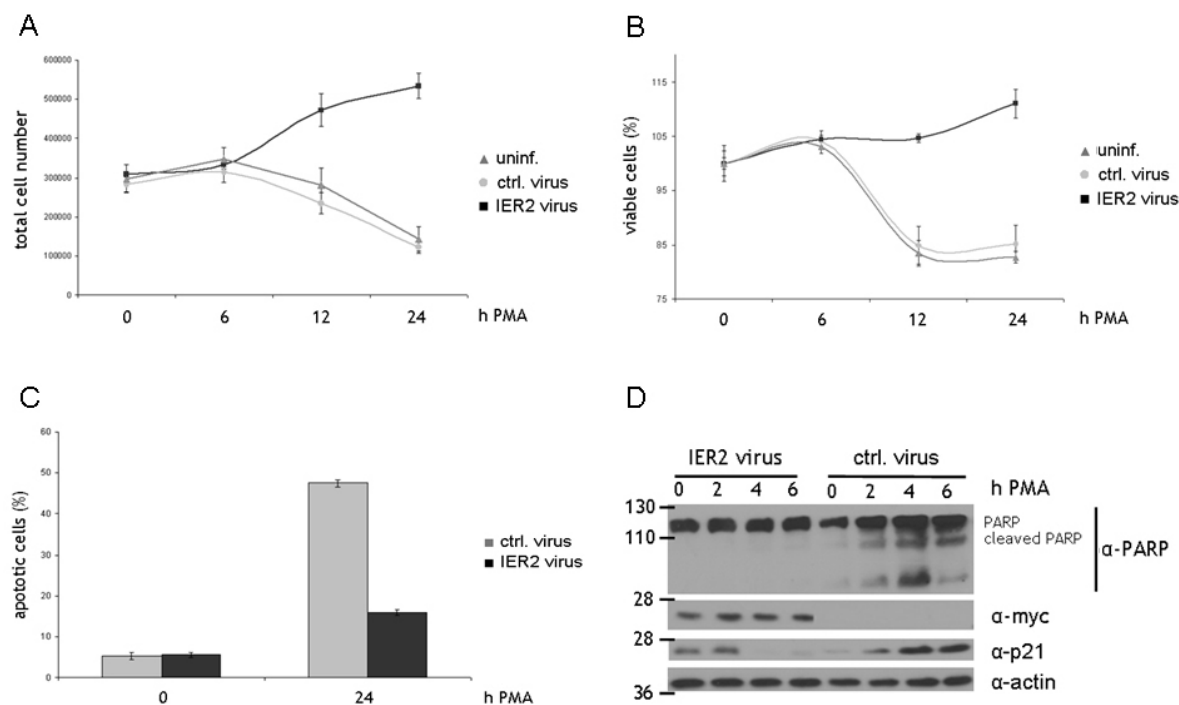 A
total cell number
600000
500000
400000
300000
200000
100000
0
0 6 12 24 h PMA
uninf.
ctrl. virus
IER2 virus
B
viable cells (%)
115
105
95
85
75
0 6 12 24 h PMA
uninf.
ctrl. virus
IER2 virus
C
apototic cells (%)
60
50
40
30
20
10
0
0 24 h PMA
ctrl. virus
IER2 virus
D
IER2 virus ctrl. virus
0 2 4 6 0 2 4 6 h PMA
130
110
PARP
cleaved PARP
α-PARP
28
α-myc
28
α-p21
α-actin
36